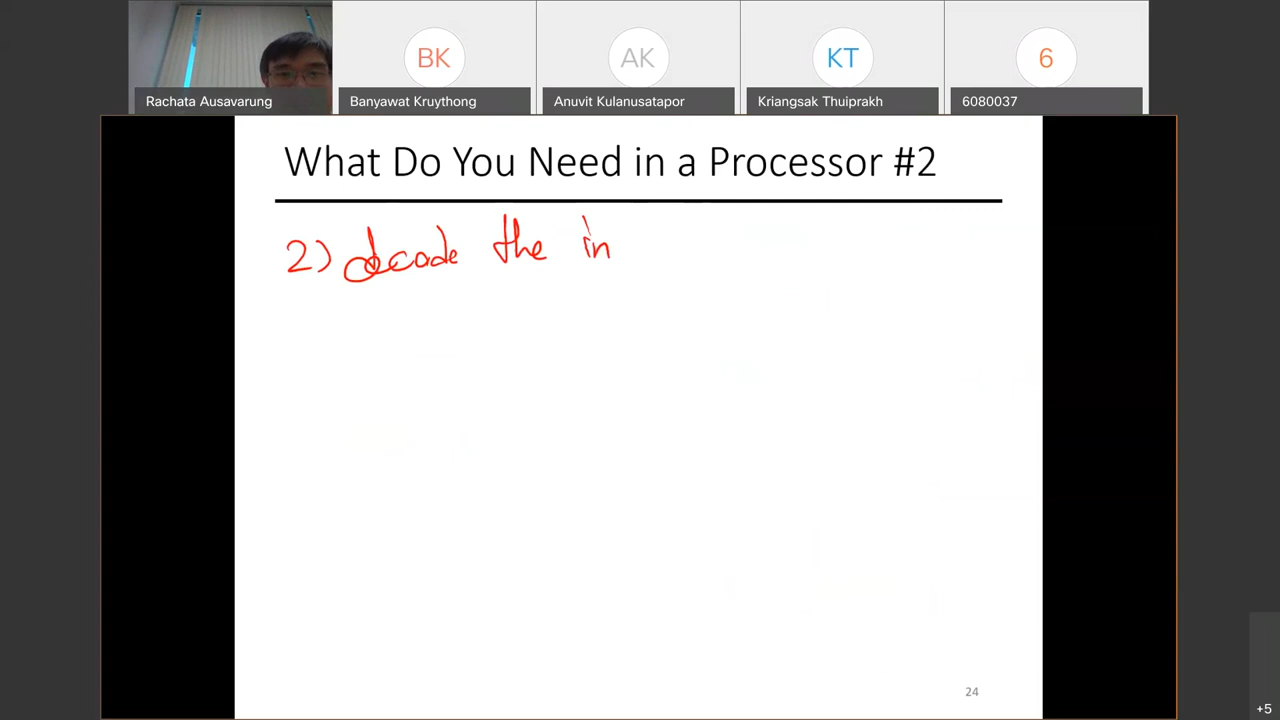 BK
AK
KT
6
Rachata Ausavarung
Banyawat Kruythong
Anuvit Kulanusatapor
Kriangsak Thuiprakh
6080037
What Do You Need in a Processor #2
2) decode the in
24
+5